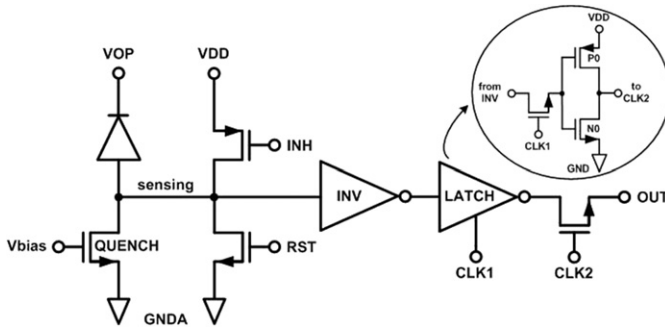 VDD
P0
from
INV
to
CLK2
CLK1
N0
GND
VOP
VDD
INH
sensing
INV
LATCH
OUT
Vbias
QUENCH
RST
CLK1
CLK2
GNDA